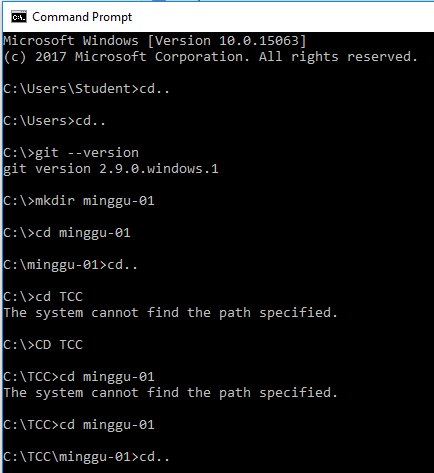 Command Prompt
Microsoft Windows [Version 10.0.15063]
(c) 2017 Microsoft Corporation. All rights reserved.
C:\Users\Student>cd..
C:\Users>cd..
C:\>git --version
git version 2.9.0.windows.1
C:\>mkdir minggu-01
C:\>cd minggu-01
C:\minggu-01>cd..
C:\>cd TCC
The system cannot find the path specified.
C:\>CD TCC
C:\TCC>cd minggu-01
The system cannot find the path specified.
C:\TCC>cd minggu-01
C:\TCC\minggu-01>cd..